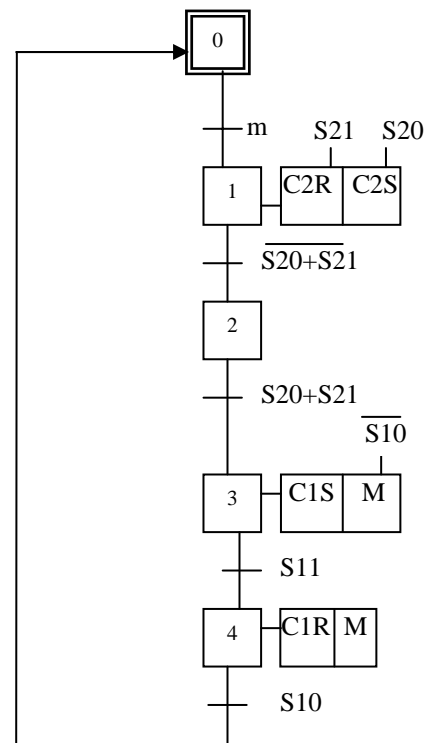 0
m
S21 S20
1 C2R C2S
S20+S21
2
S20+S21
S10
3 C1S M
S11
4 C1R M
S10